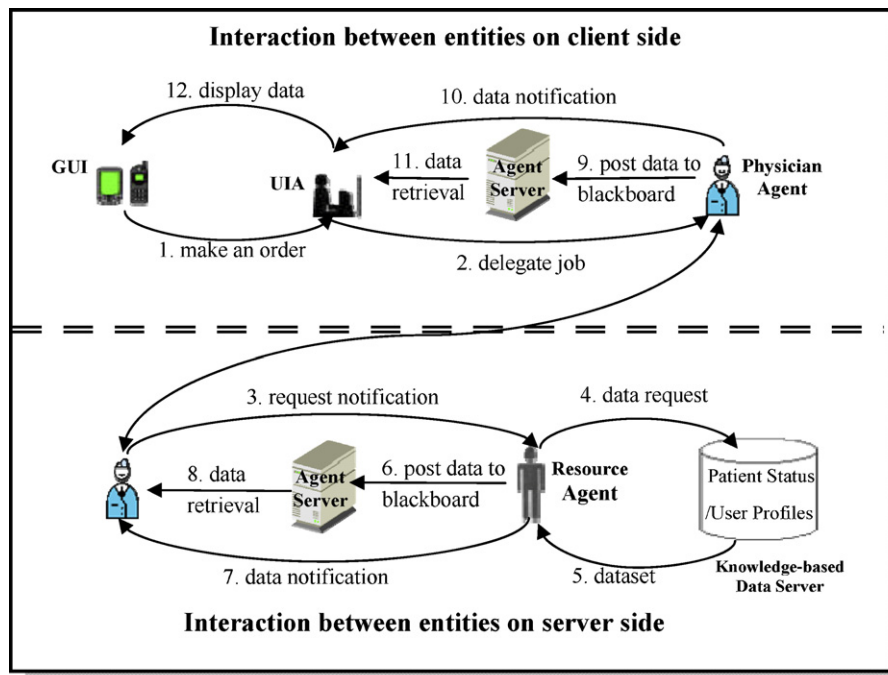 Interaction between entities on client side
12. display data
10. data notification
GUI
UIA
11. data
retrieval
Agent
Server
9. post data to
blackboard
Physician
Agent
1. make an order
2. delegate job
3. request notification
4. data request
8. data
retrieval
Agent
Server
6. post data to
blackboard
Resource
Agent
Patient Status
/User Profiles
7. data notification
5. dataset
Knowledge-based
Data Server
Interaction between entities on server side